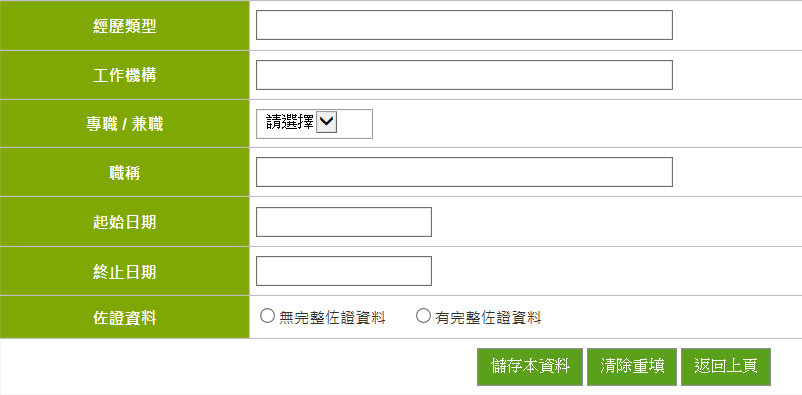 經歷類型
工作機構
專職 / 兼職
請選擇
職稱
起始日期
終止日期
佐證資料
無完整佐證資料 有完整佐證資料
儲存本資料 清除重填 返回上頁